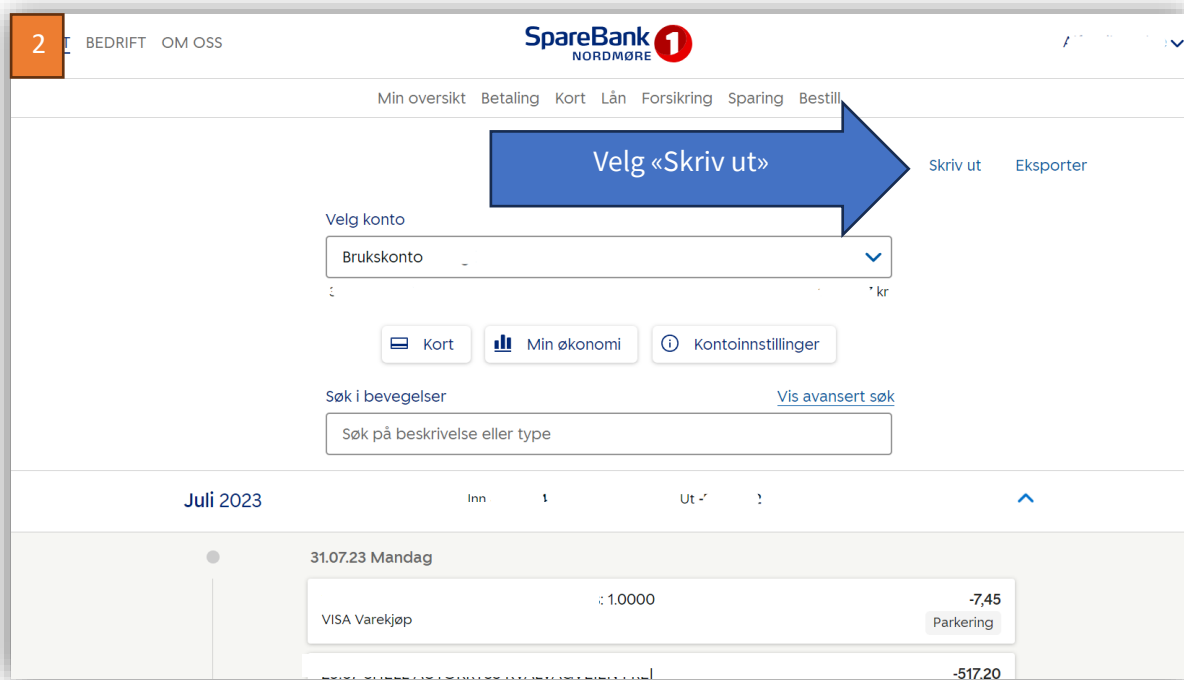 2
BEDRIFT OM OSS
SpareBank 1
NORDMØRE
Min oversikt Betaling Kort Lån Forsikring Sparing Bestill
Velg «Skriv ut»
Skriv ut Eksporter
Velg konto
Brukskonto
kr
Kort Min økonomi Kontoinnstillinger
Søk i bevegelser Vis avansert søk
Søk på beskrivelse eller type
Juli 2023 Inn Ut -
31.07.23 Mandag
: 1.0000 -7,45
VISA Varekjøp Parkering
-517,20